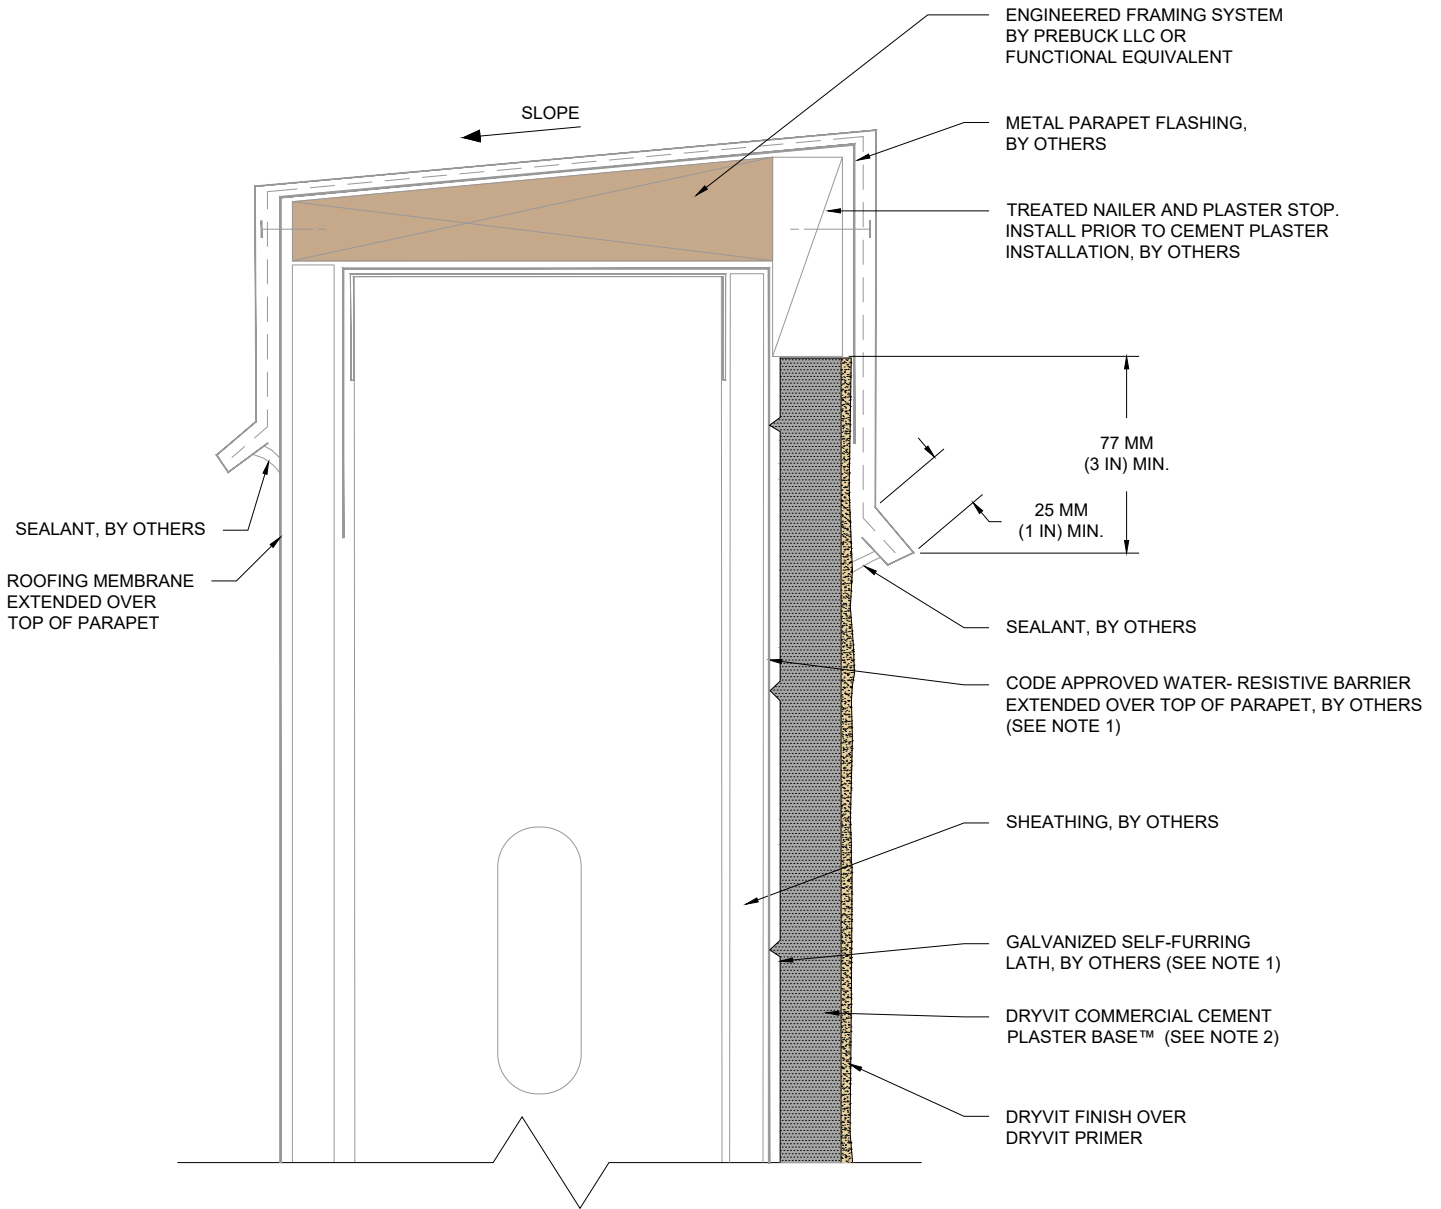 ENGINEERED FRAMING SYSTEM
BY PREBUCK LLC OR
FUNCTIONAL EQUIVALENT
SLOPE
METAL PARAPET FLASHING,
BY OTHERS
TREATED NAILER AND PLASTER STOP.
INSTALL PRIOR TO CEMENT PLASTER
INSTALLATION, BY OTHERS
77 MM
(3 IN) MIN.
25 MM
(1 IN) MIN.
SEALANT, BY OTHERS
ROOFING MEMBRANE
EXTENDED OVER
TOP OF PARAPET
SEALANT, BY OTHERS
CODE APPROVED WATER- RESISTIVE BARRIER
EXTENDED OVER TOP OF PARAPET, BY OTHERS
(SEE NOTE 1)
SHEATHING, BY OTHERS
GALVANIZED SELF-FURRING
LATH, BY OTHERS (SEE NOTE 1)
DRYVIT COMMERCIAL CEMENT
PLASTER BASE™ (SEE NOTE 2)
DRYVIT FINISH OVER
DRYVIT PRIMER